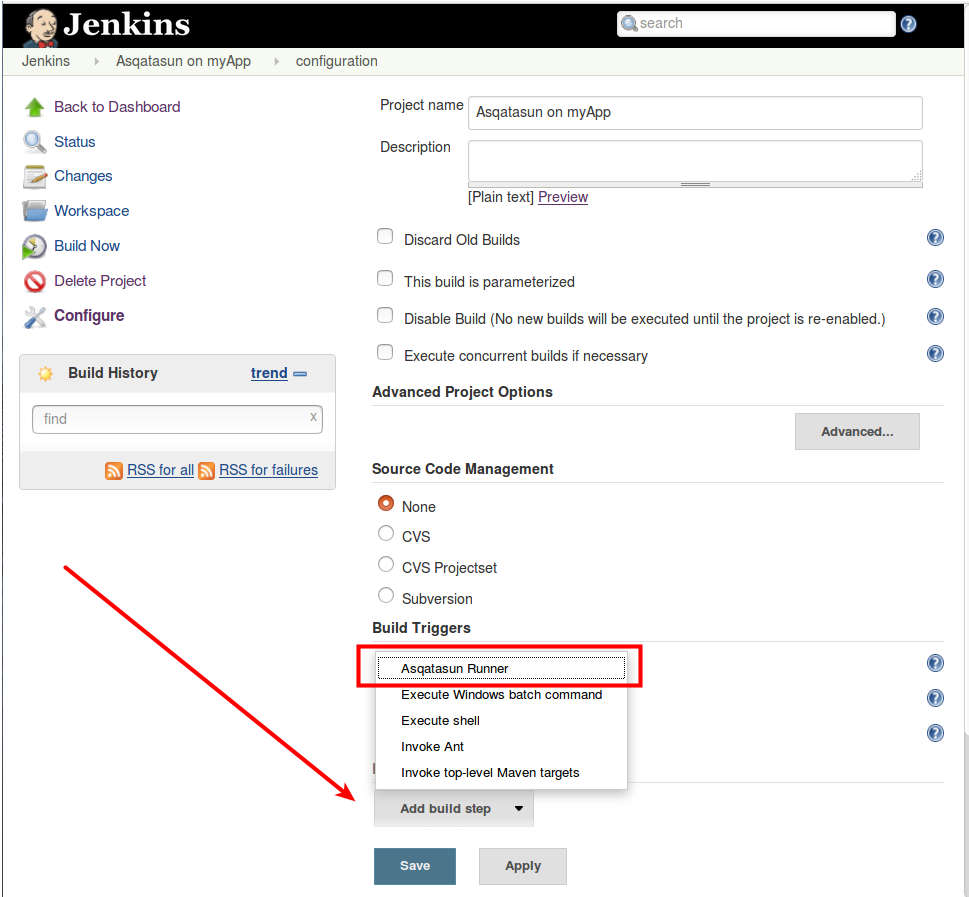 Jenkins
search
Jenkins Asqatasun on myApp configuration
Back to Dashboard
Status
Changes
Workspace
Build Now
Delete Project
Configure
Build History trend
find x
RSS for all RSS for failures
Project name Asqatasun on myApp
Description
[Plain text] Preview
Discard Old Builds
This build is parameterized
Disable Build (No new builds will be executed until the project is re-enabled.)
Execute concurrent builds if necessary
Advanced Project Options
Advanced...
Source Code Management
None
CVS
CVS Projectset
Subversion
Build Triggers
Asqatasun Runner
Execute Windows batch command
Execute shell
Invoke Ant
Invoke top-level Maven targets
Add build step
Save Apply